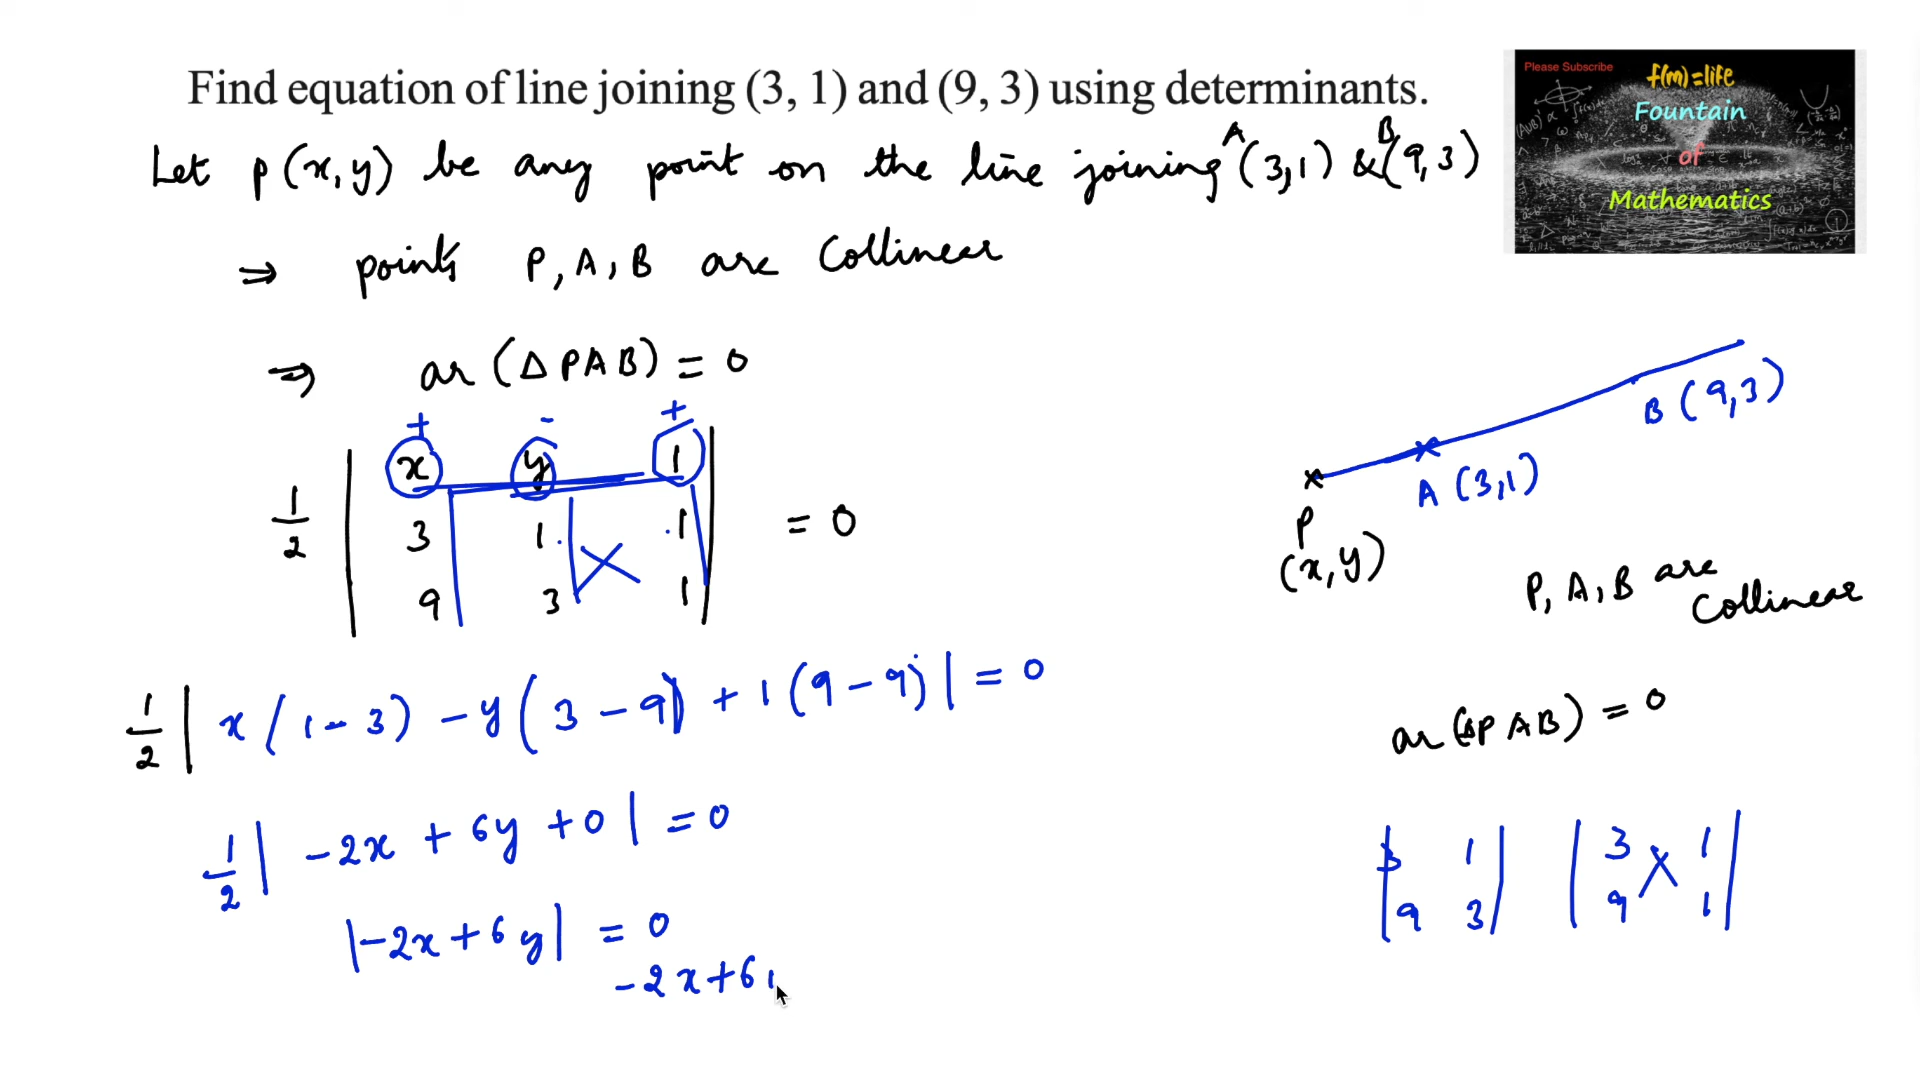 Find equation of line joining (3, 1) and (9, 3) using determinants.
Please Subscribe
f(m)=life
Fountain
of
Mathematics
Let P(x, y) be any point on the line joining A(3,1) & B(9,3)
⇒ points P, A, B are Collinear
⇒ ar (Δ PAB) = 0
+ - +
1/2 | x y 1 |
| 3 1 1 | = 0
| 9 3 1 |
1/2 | x(1-3) - y(3-9) + 1(9-9) | = 0
1/2 | -2x + 6y + 0 | = 0
|-2x + 6y| = 0
-2x + 6
B (9,3)
A (3,1)
P
(x, y)
P, A, B are
Collinear
ar (ΔPAB) = 0
| 3 1 | | 3 1 |
| 9 3 | | 9 1 |